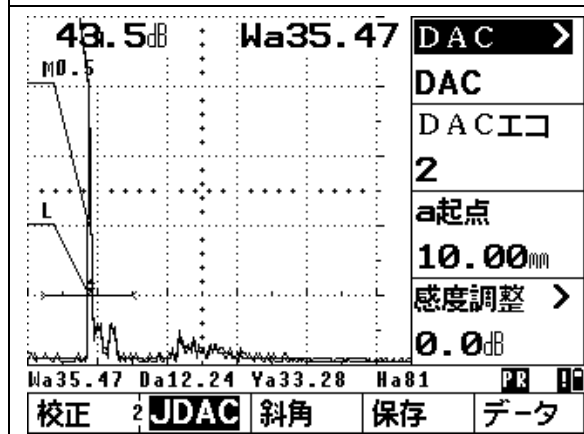 43.5dB Wa35.47
M0.5
L
DAC >
DAC
DACエコ
2
a起点
10.00mm
感度調整 >
0.0dB
Wa35.47 Da12.24 Ya33.28 Ha81 PR
校正 2 JDAC 斜角 保存 データ